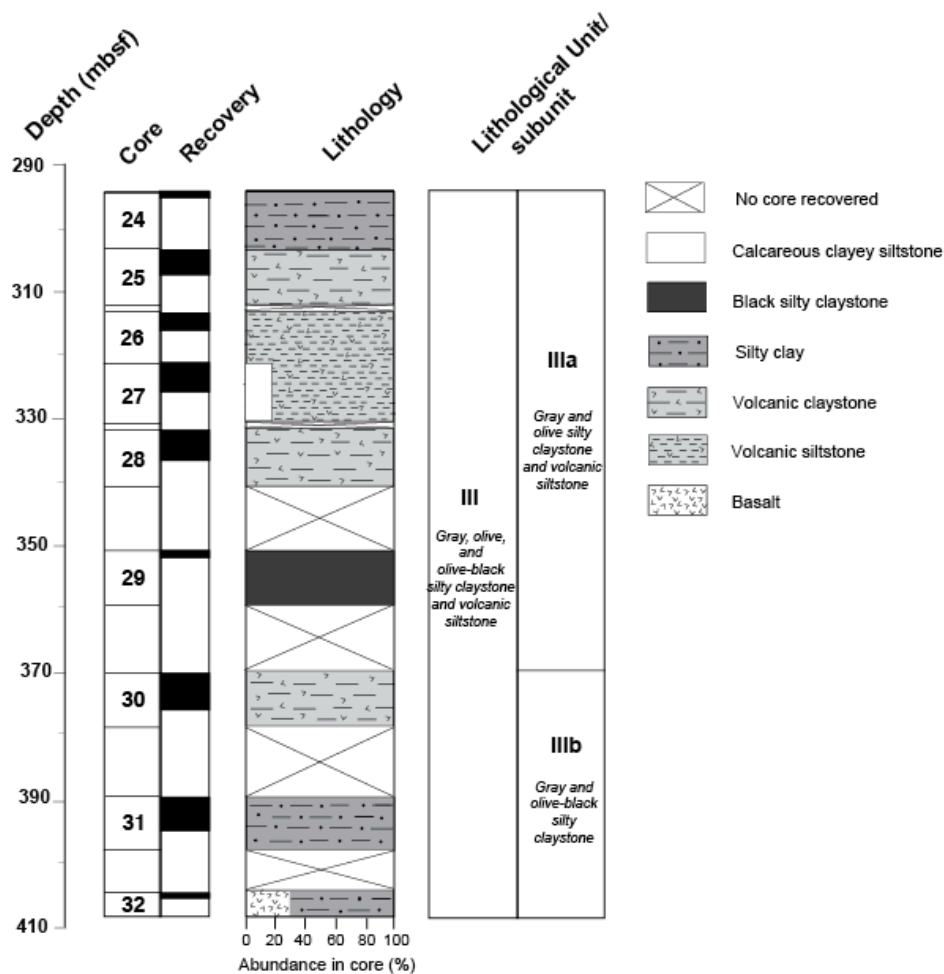 Depth (mbsf)
Core
Recovery
Lithology
Lithological Unit/
subunit
290
310
330
350
370
390
410
24
25
26
27
28
29
30
31
32
0 20 40 60 80 100
Abundance in core (%)
III
Gray, olive,
and
olive-black
silty claystone
and volcanic
siltstone
IIIa
Gray and
olive silty
claystone
and volcanic
siltstone
IIIb
Gray and
olive-black
silty
claystone
No core recovered
Calcareous clayey siltstone
Black silty claystone
Silty clay
Volcanic claystone
Volcanic siltstone
Basalt